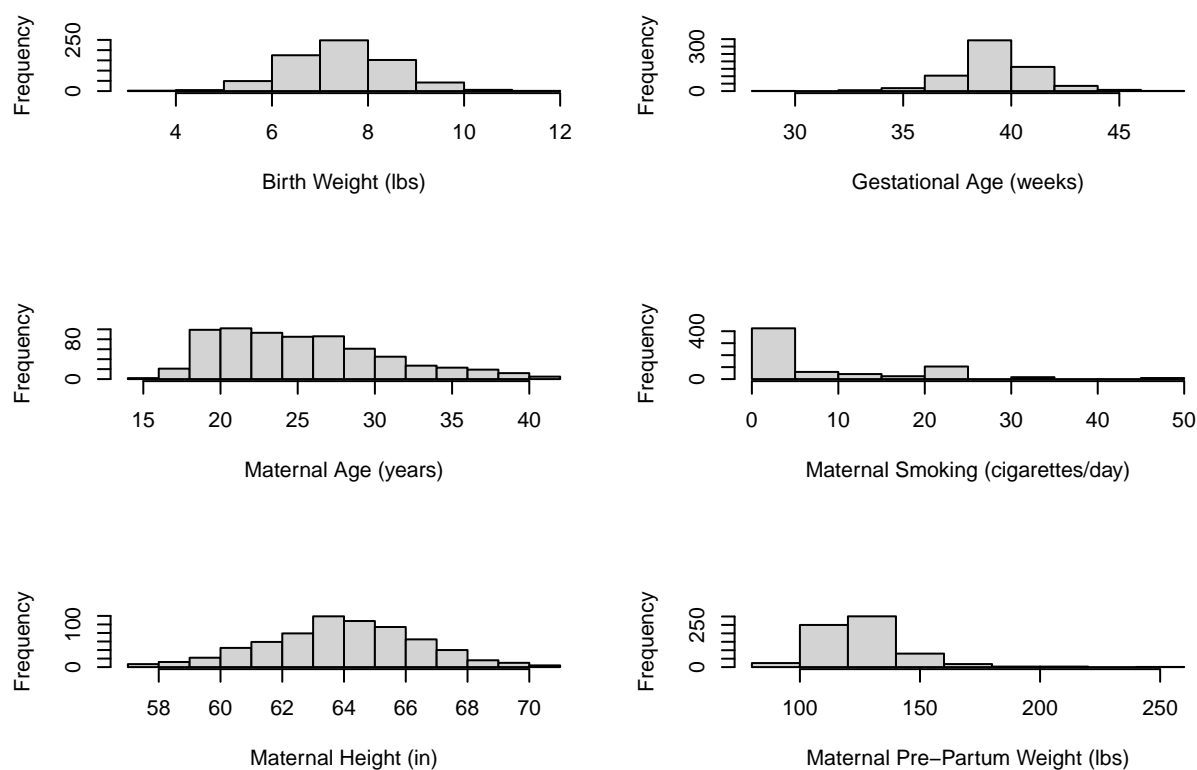 Frequency
0 250
4 6 8 10 12
Birth Weight (lbs)
Frequency
0 300
30 35 40 45
Gestational Age (weeks)
Frequency
0 80
15 20 25 30 35 40
Maternal Age (years)
Frequency
0 400
0 10 20 30 40 50
Maternal Smoking (cigarettes/day)
Frequency
0 100
58 60 62 64 66 68 70
Maternal Height (in)
Frequency
0 250
100 150 200 250
Maternal Pre−Partum Weight (lbs)